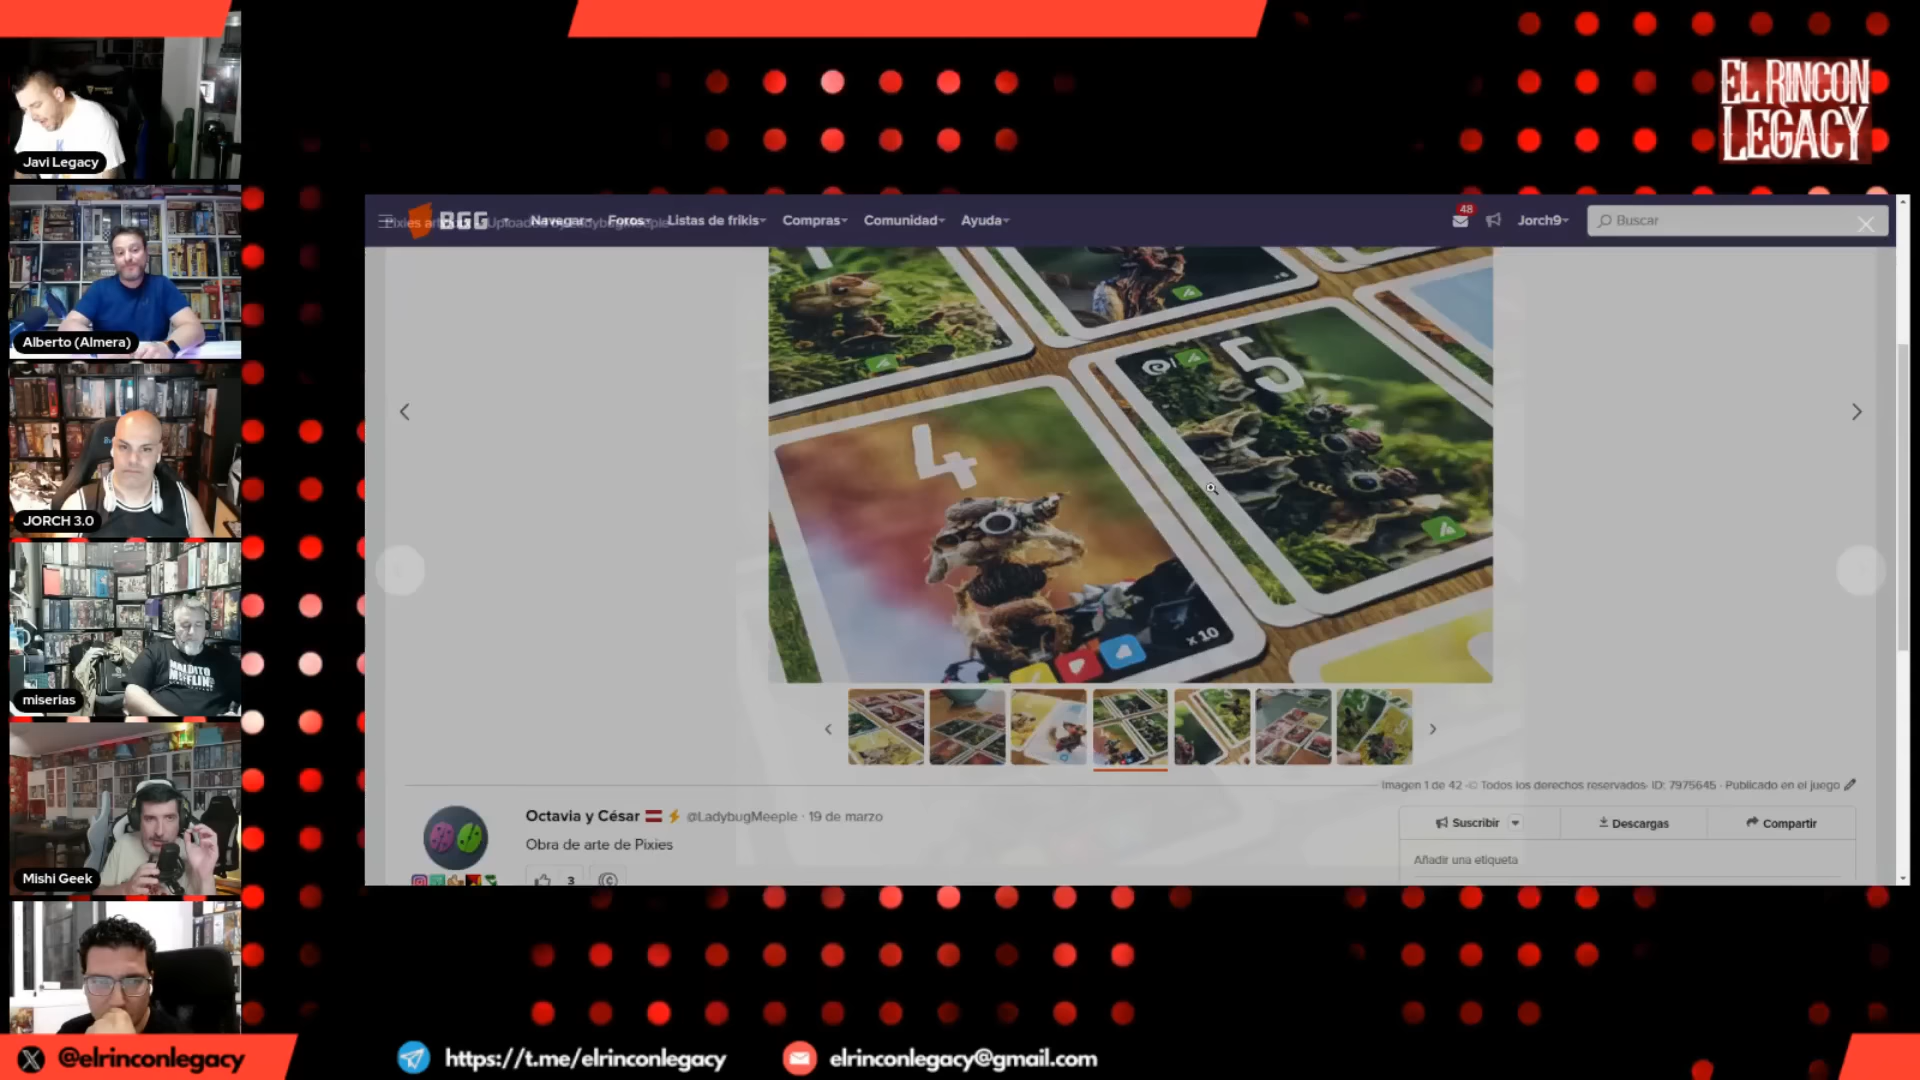 EL RINCON
LEGACY
Javi Legacy
Alberto (Almera)
JORCH 3.0
miserias
MALDITO
MUFFLIN
Mishi Geek
BGG
Navegar
Foros
Listas de frikis
Compras
Comunidad
Ayuda
48
Jorch9
Buscar
5
4
x 10
Imagen 1 de 42 · © Todos los derechos reservados · ID: 7975645 · Publicado en el juego
Octavia y César @LadybugMeeple · 19 de marzo
Obra de arte de Pixies
3
Suscribir
Descargas
Compartir
Añadir una etiqueta
@elrinconlegacy
https://t.me/elrinconlegacy
elrinconlegacy@gmail.com